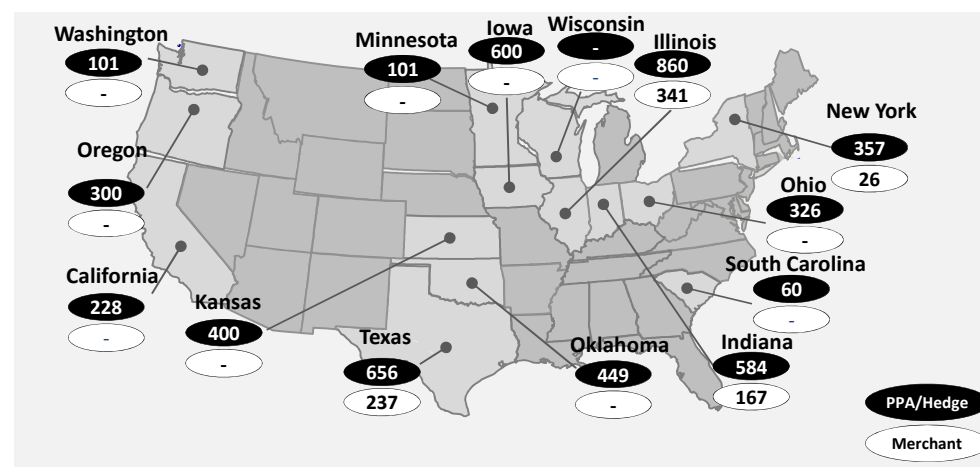 Washington
101
-
Minnesota
101
-
Iowa
600
-
Wisconsin
-
-
Illinois
860
341
New York
357
26
Oregon
300
-
Ohio
326
-
California
228
-
Kansas
400
-
South Carolina
60
-
Texas
656
237
Oklahoma
449
-
Indiana
584
167
PPA/Hedge
Merchant